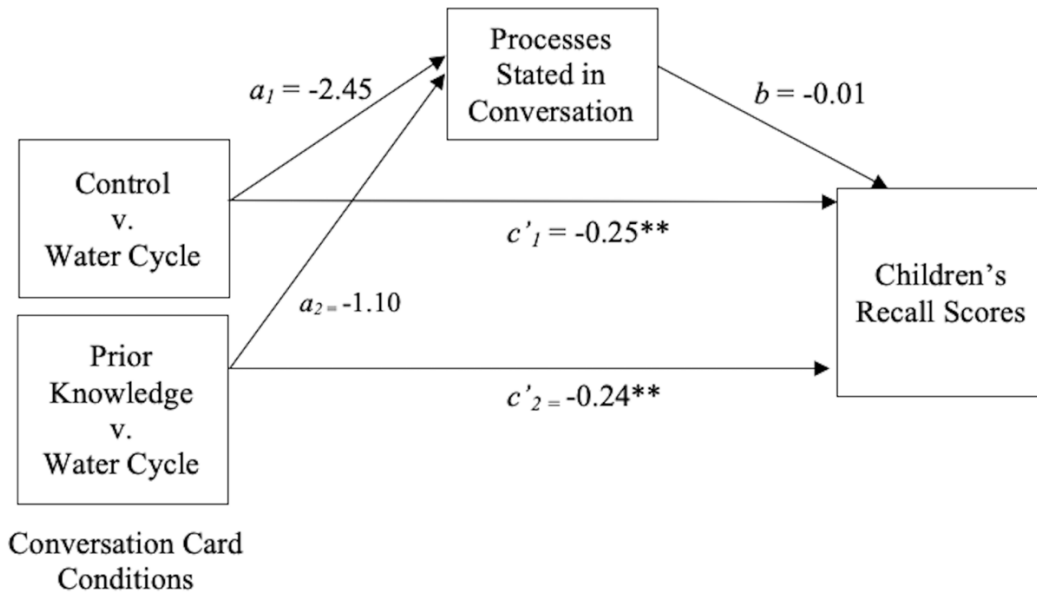 Processes
Stated in
Conversation
a1 = -2.45
b = -0.01
Control
v.
Water Cycle
c'1 = -0.25**
Children's
Recall Scores
a2 = -1.10
Prior
Knowledge
v.
Water Cycle
c'2 = -0.24**
Conversation Card
Conditions